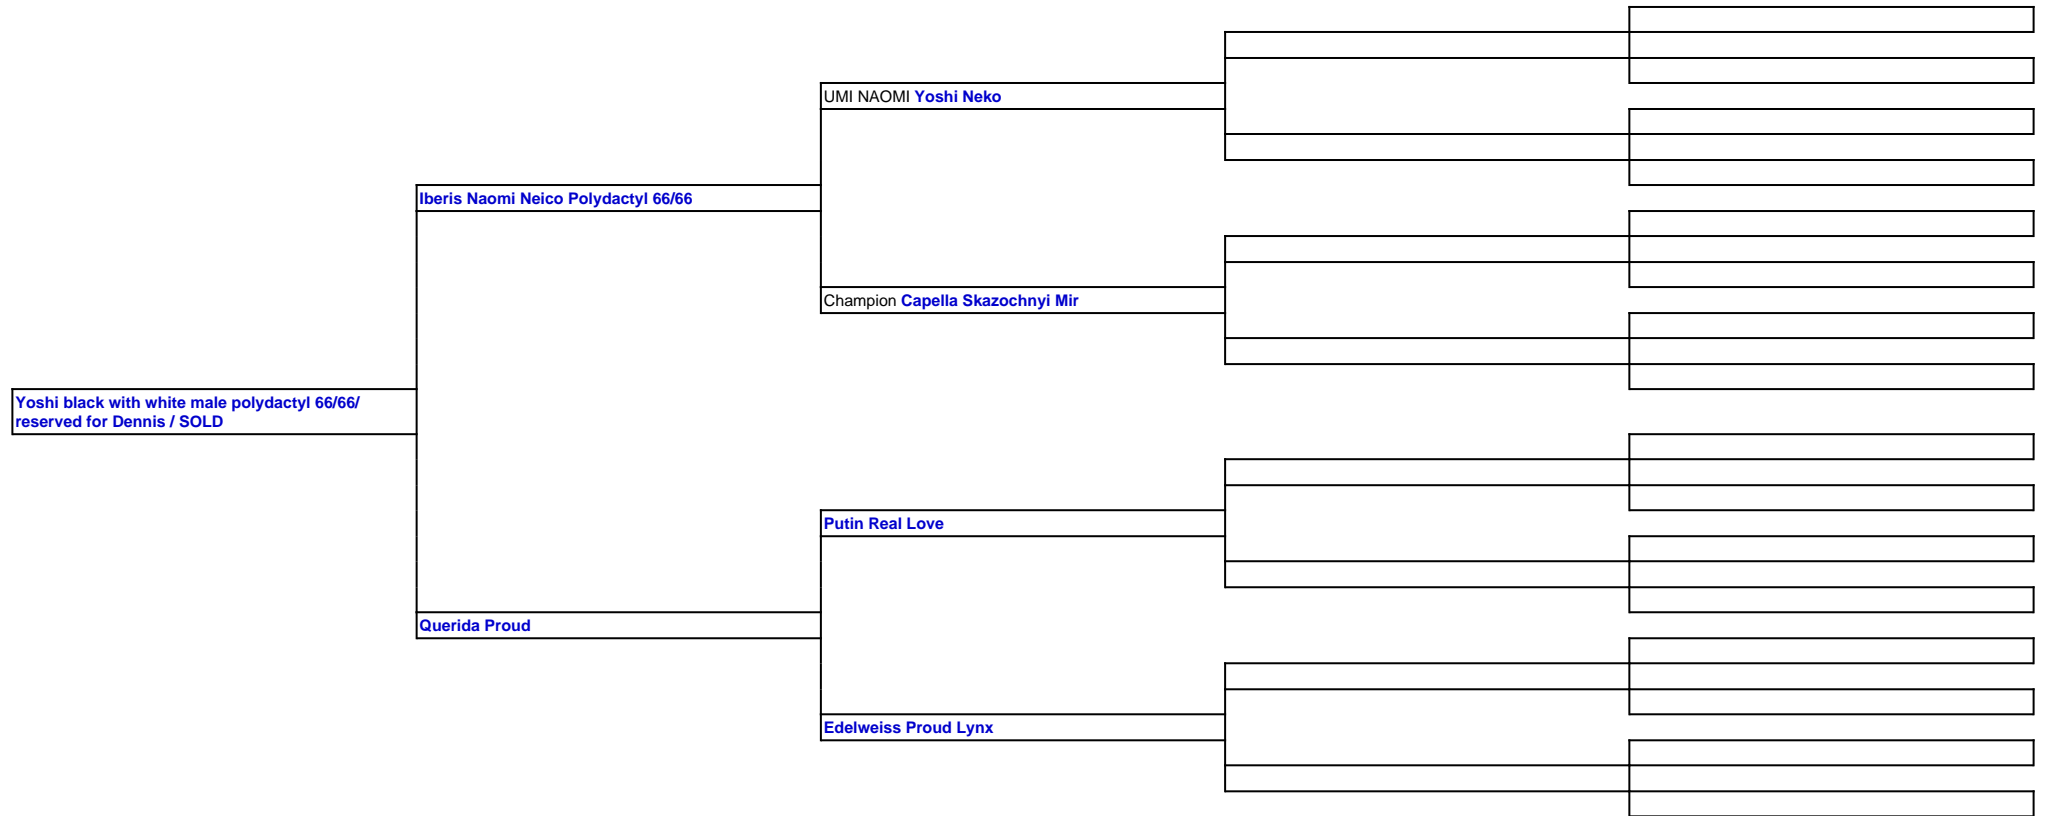 UMI NAOMI Yoshi Neko
Iberis Naomi Neico Polydactyl 66/66
Champion Capella Skazochnyi Mir
Yoshi black with white male polydactyl 66/66/
reserved for Dennis / SOLD
Putin Real Love
Querida Proud
Edelweiss Proud Lynx